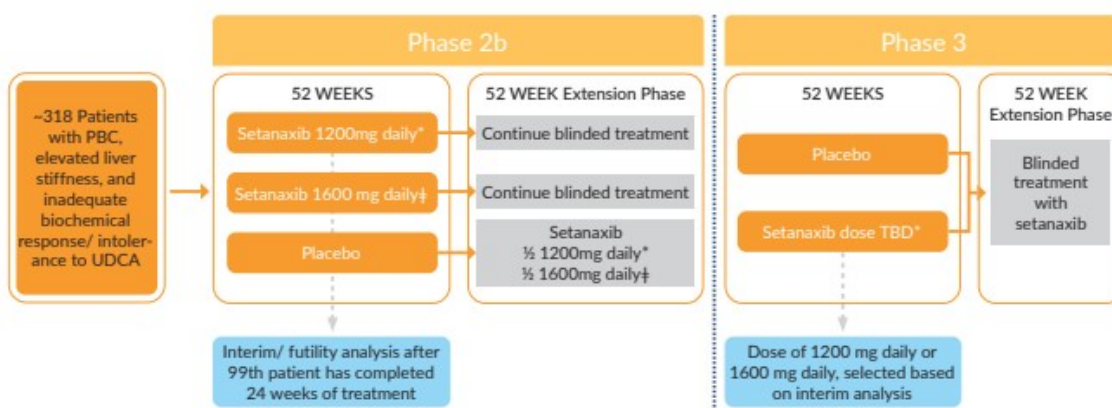 Phase 2b
Phase 3
~318 Patients
with PBC,
elevated liver
stiffness, and
inadequate
biochemical
response/ intoler-
ance to UDCA
52 WEEKS
Setanaxib 1200mg daily*
Setanaxib 1600 mg daily‡
Placebo
52 WEEK Extension Phase
Continue blinded treatment
Continue blinded treatment
Setanaxib
½ 1200mg daily*
½ 1600mg daily‡
Interim/ futility analysis after
99th patient has completed
24 weeks of treatment
52 WEEKS
Placebo
Setanaxib dose TBD*
52 WEEK
Extension Phase
Blinded
treatment
with
setanaxib
Dose of 1200 mg daily or
1600 mg daily, selected based
on interim analysis